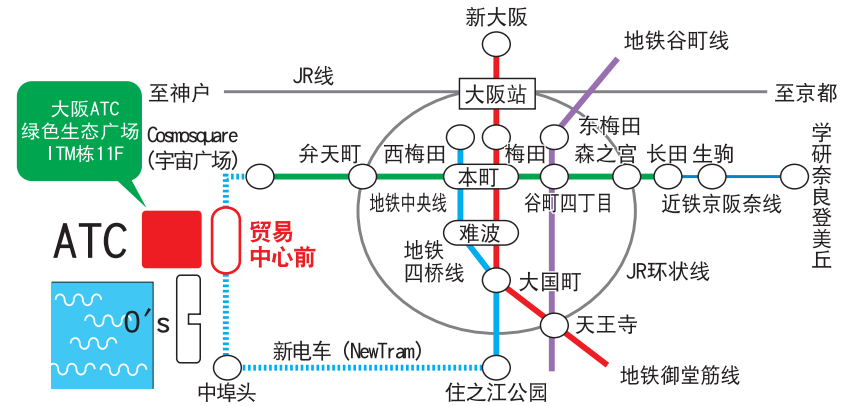 新大阪
地铁谷町线
JR线
至神户
大阪站
至京都
大阪ATC
绿色生态广场
ITM栋11F
Cosmosquare
(宇宙广场)
弁天町
西梅田
梅田
东梅田
森之宫
长田
生驹
学研奈良登美丘
本町
地铁中央线
谷町四丁目
近铁京阪奈线
ATC
贸易
中心前
难波
地铁
四桥线
大国町
JR环状线
O's
天王寺
新电车（NewTram）
地铁御堂筋线
中埠头
住之江公园